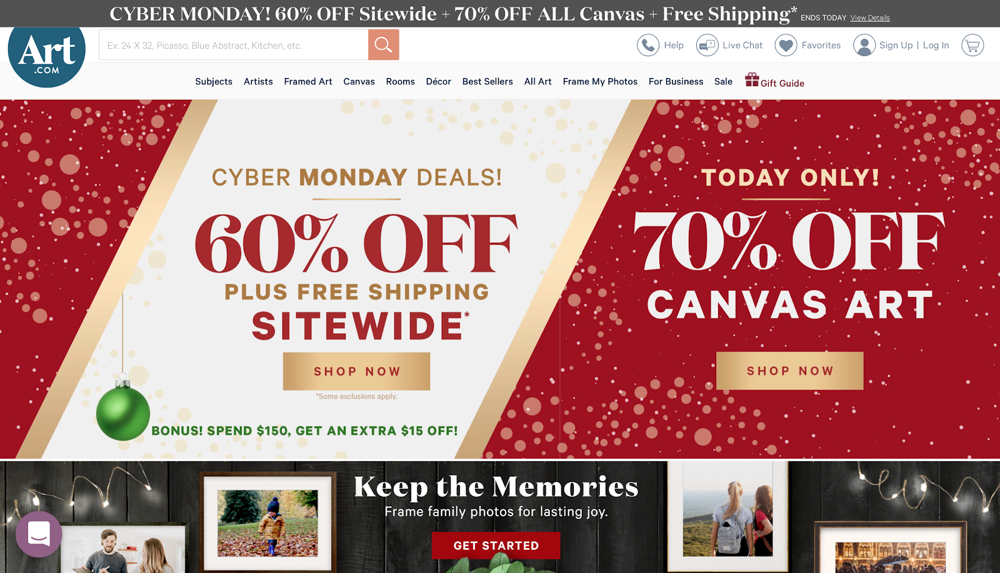 CYBER MONDAY! 60% OFF Sitewide + 70% OFF ALL Canvas + Free Shipping* ENDS TODAY View Details
Art
.COM
Ex: 24 X 32, Picasso, Blue Abstract, Kitchen, etc.
Help
Live Chat
Favorites
Sign Up | Log In
Subjects
Artists
Framed Art
Canvas
Rooms
Décor
Best Sellers
All Art
Frame My Photos
For Business
Sale
Gift Guide
CYBER MONDAY DEALS!
60% OFF
PLUS FREE SHIPPING
SITEWIDE*
SHOP NOW
*Some exclusions apply.
BONUS! SPEND $150, GET AN EXTRA $15 OFF!
TODAY ONLY!
70% OFF
CANVAS ART
SHOP NOW
Keep the Memories
Frame family photos for lasting joy.
GET STARTED